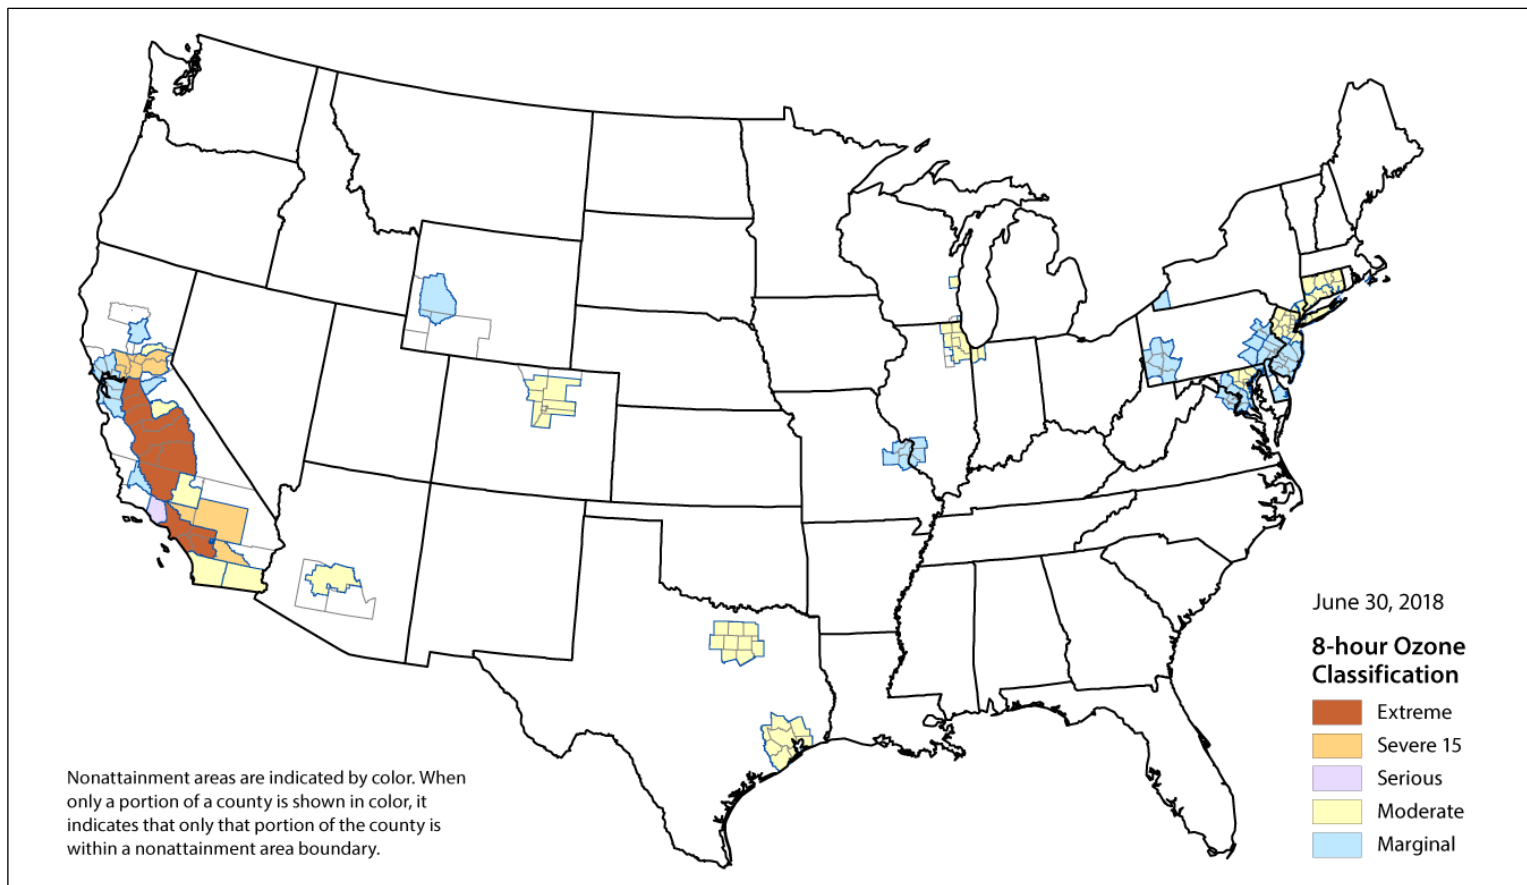 June 30, 2018
8-hour Ozone
Classification
Extreme
Severe 15
Serious
Moderate
Marginal
Nonattainment areas are indicated by color. When
only a portion of a county is shown in color, it
indicates that only that portion of the county is
within a nonattainment area boundary.